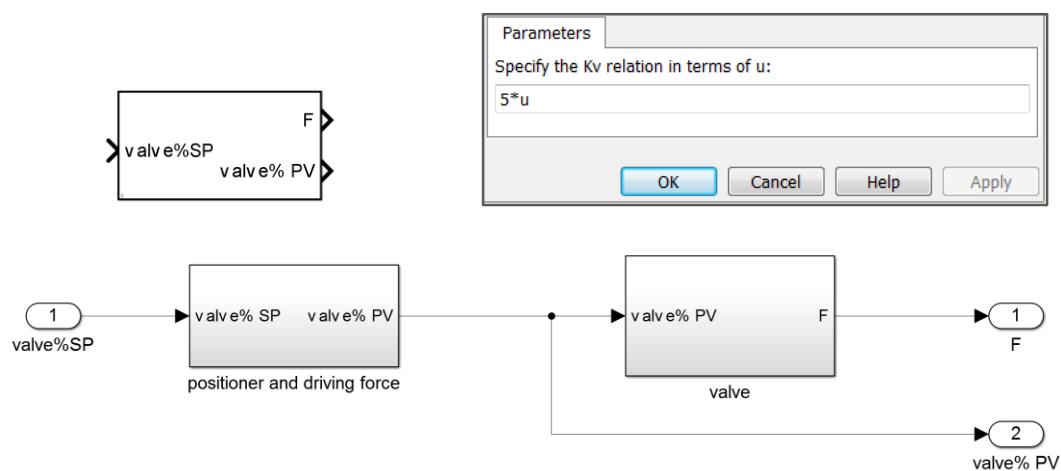 Parameters
Specify the Kv relation in terms of u:
5*u
OK Cancel Help Apply
F
valve%SP
valve% PV
1
valve%SP
valve% SP valve% PV
positioner and driving force
valve% PV F
valve
1
F
2
valve% PV